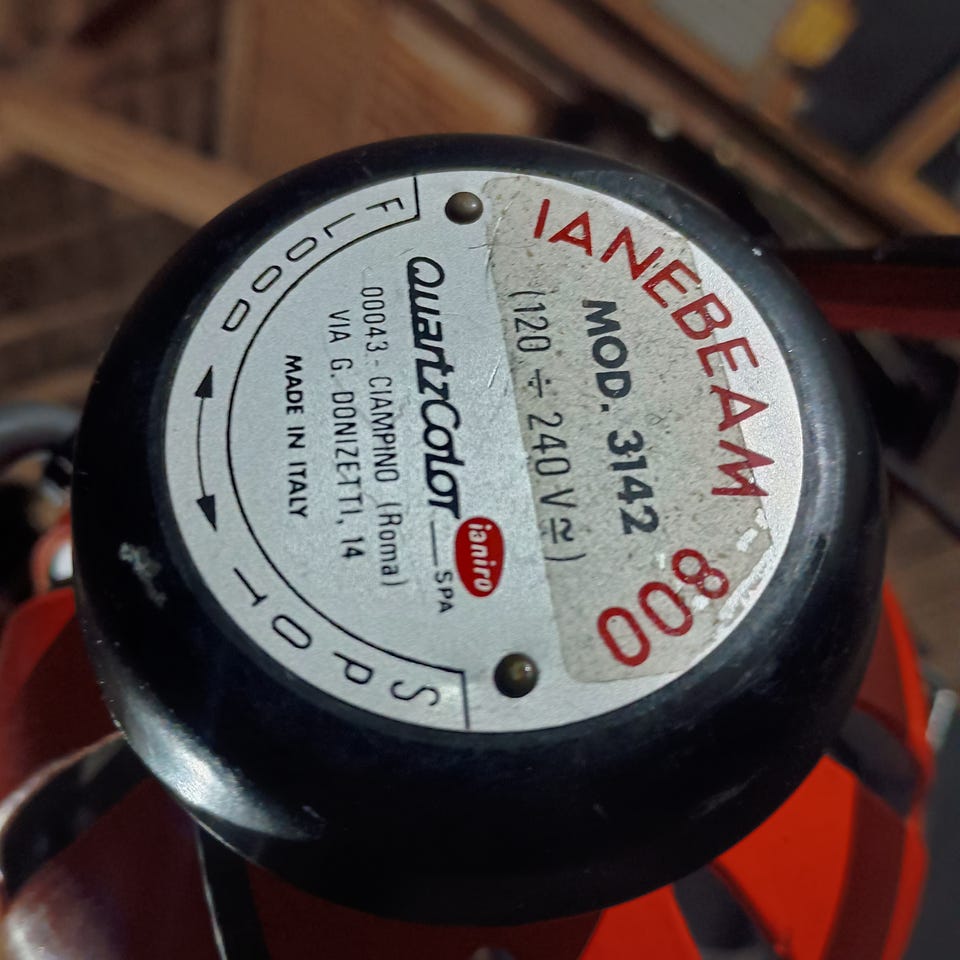 IANEBEAM 800
MOD. 3142
(120 ÷ 240 V ≂)
ianiro
QuartzColor SPA
00043 - CIAMPINO (Roma)
VIA G. DONIZETTI, 14
MADE IN ITALY
FLOOD
SPOT